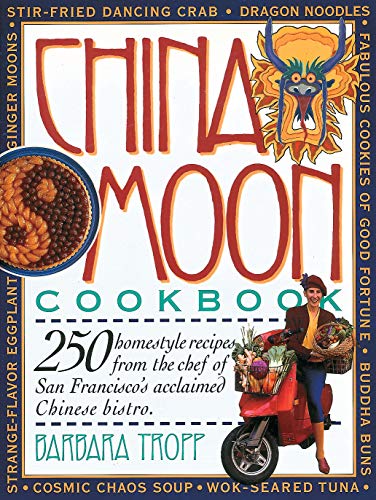 STIR-FRIED DANCING CRAB • DRAGON NOODLES •
FABULOUS COOKIES OF GOOD FORTUNE • BUDDHA BUNS
• COSMIC CHAOS SOUP • WOK-SEARED TUNA •
STRANGE-FLAVOR EGGPLANT
GINGER MOONS •
CHINA
MOON
COOKBOOK
250 homestyle recipes
from the chef of
San Francisco's acclaimed
Chinese bistro.
BARBARA TROPP